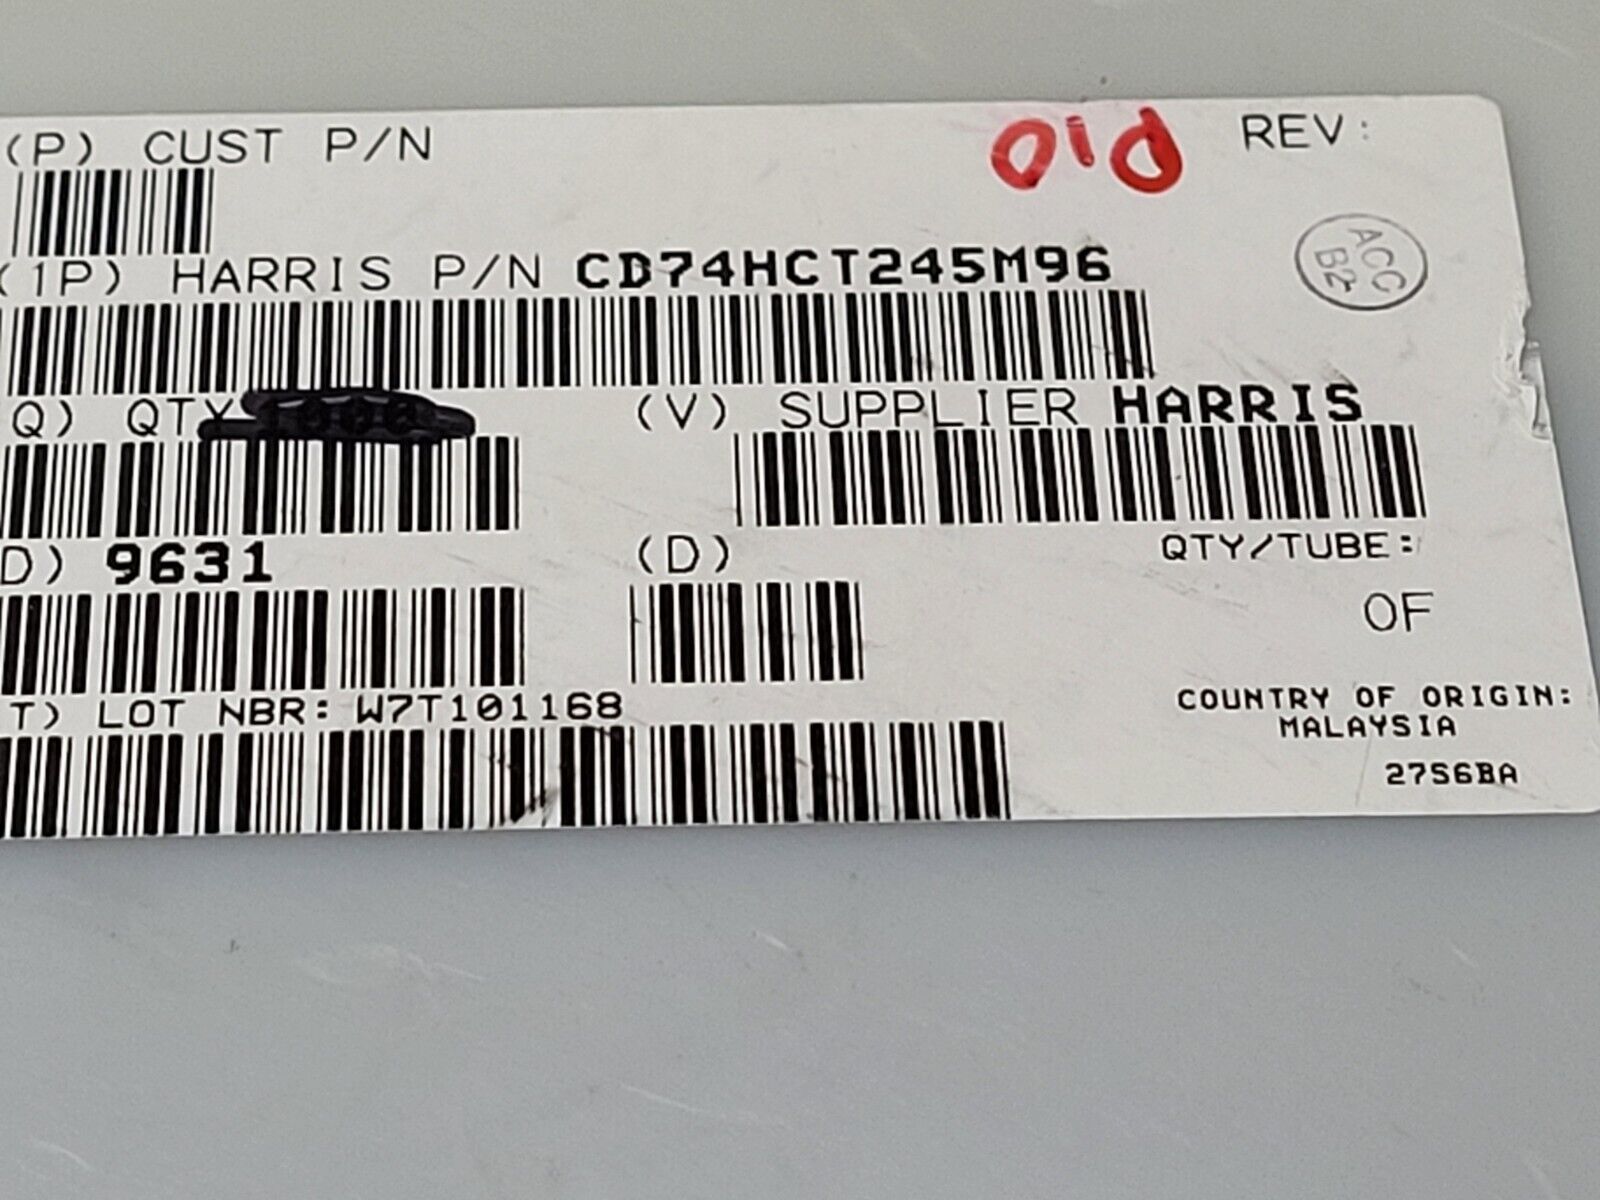 (P) CUST P/N
REV:
P10
ACC
B2
(1P) HARRIS P/N CD74HCT245M96
Q) QTY
(V) SUPPLIER HARRIS
D) 9631
(D)
QTY/TUBE:
OF
T) LOT NBR: W7T101168
COUNTRY OF ORIGIN:
MALAYSIA
2756BA